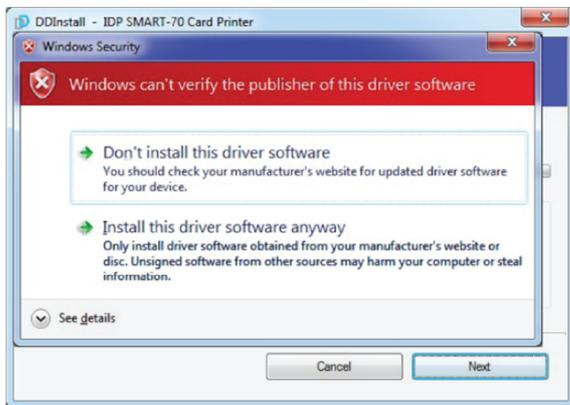 DDInstall - IDP SMART-70 Card Printer
Windows Security
Windows can't verify the publisher of this driver software
Don't install this driver software
You should check your manufacturer's website for updated driver software
for your device.
Install this driver software anyway
Only install driver software obtained from your manufacturer's website or
disc. Unsigned software from other sources may harm your computer or steal
information.
See details
Cancel
Next